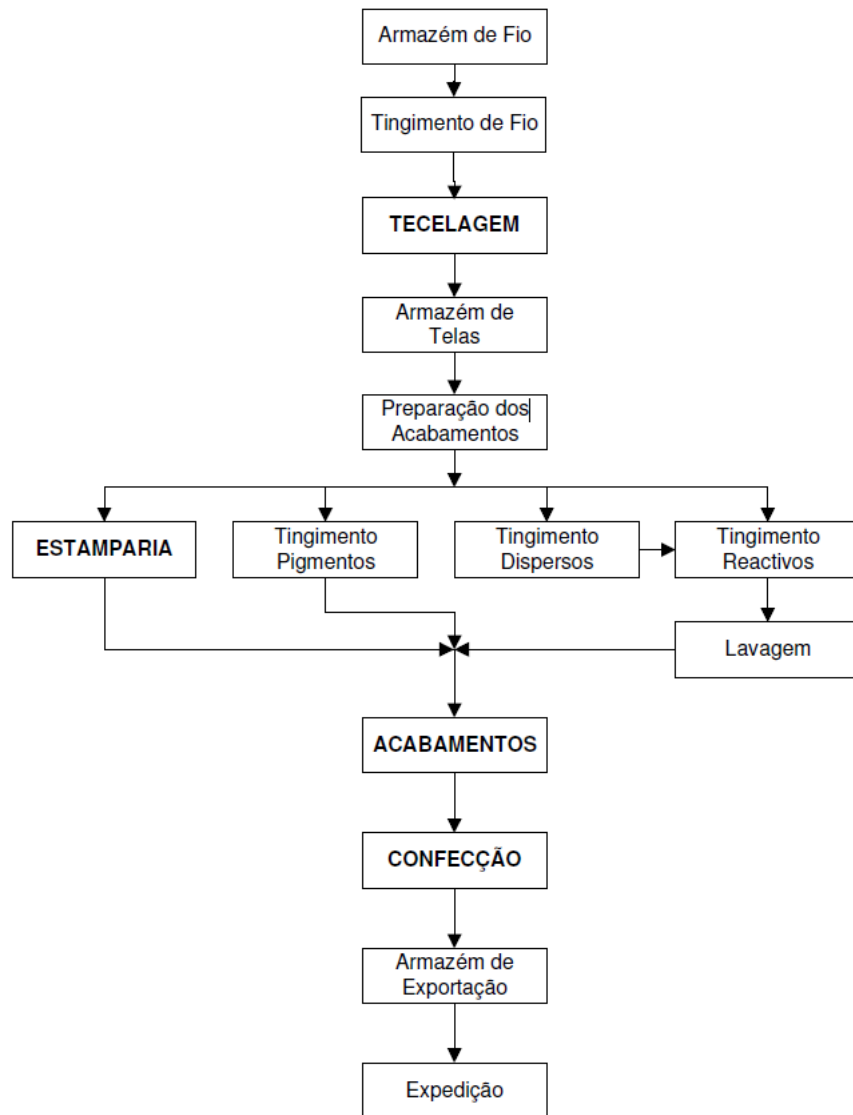 Armazém de Fio
Tingimento de Fio
TECELAGEM
Armazém de
Telas
Preparação dos
Acabamentos
ESTAMPARIA
Tingimento
Pigmentos
Tingimento
Dispersos
Tingimento
Reactivos
Lavagem
ACABAMENTOS
CONFECÇÃO
Armazém de
Exportação
Expedição